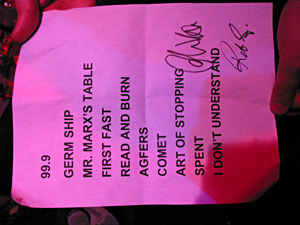 99.9
GERM SHIP
MR. MARX'S TABLE
FIRST FAST
READ AND BURN
AGFERS
COMET
ART OF STOPPING
SPENT
I DON'T UNDERSTAND